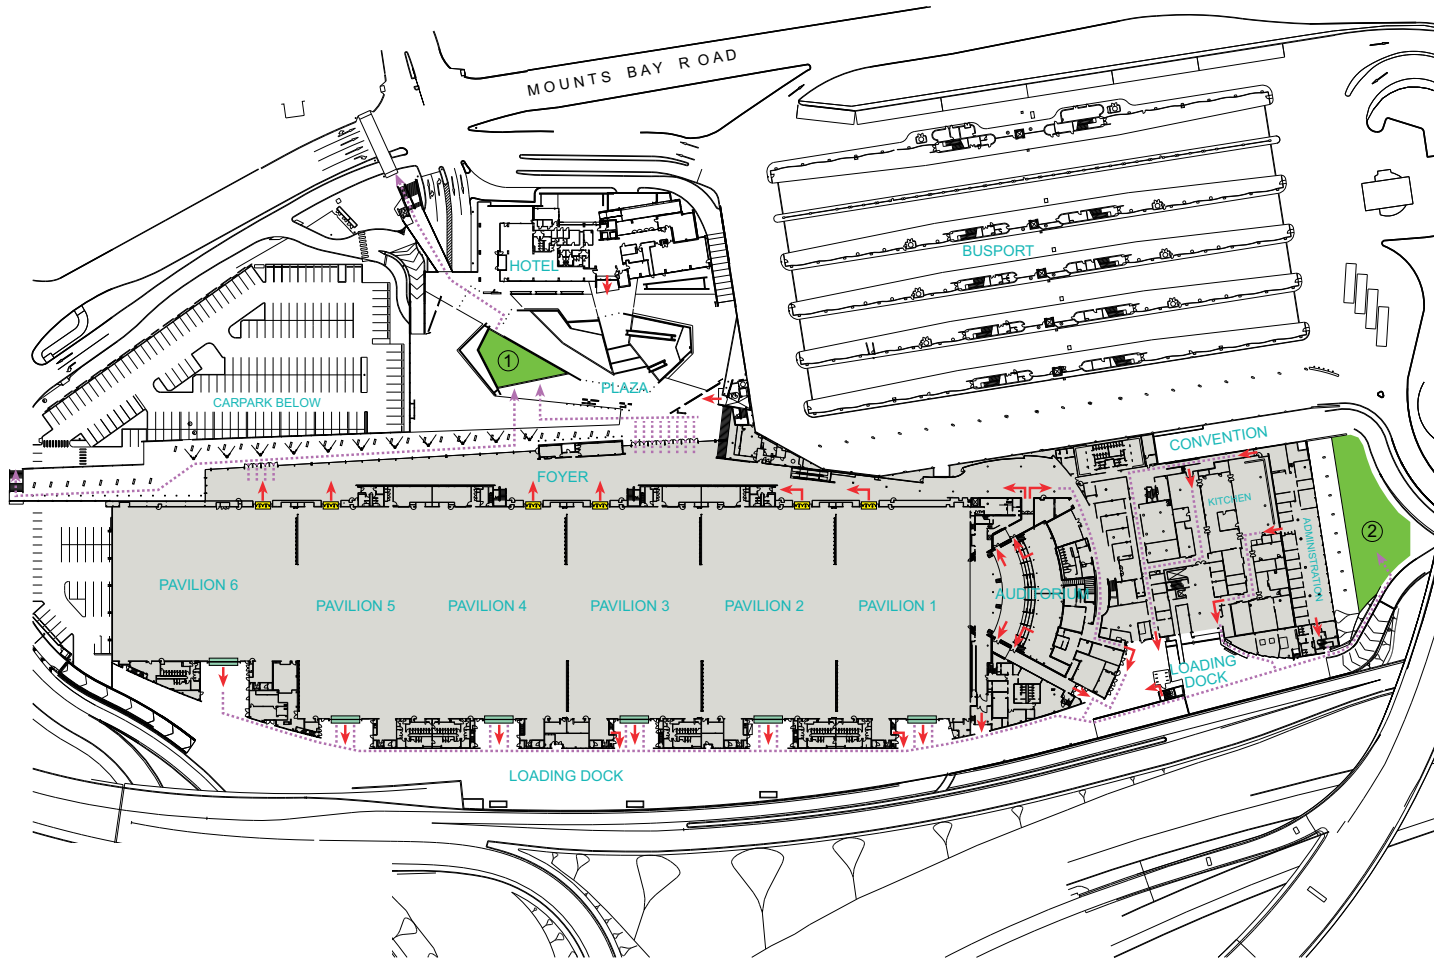 MOUNTS BAY ROAD
HOTEL
BUSPORT
1
PLAZA
CARPARK BELOW
CONVENTION
FOYER
KITCHEN
2
ADMINISTRATION
PAVILION 6
PAVILION 5
PAVILION 4
PAVILION 3
PAVILION 2
PAVILION 1
AUDITORIUM
LOADING
DOCK
LOADING DOCK